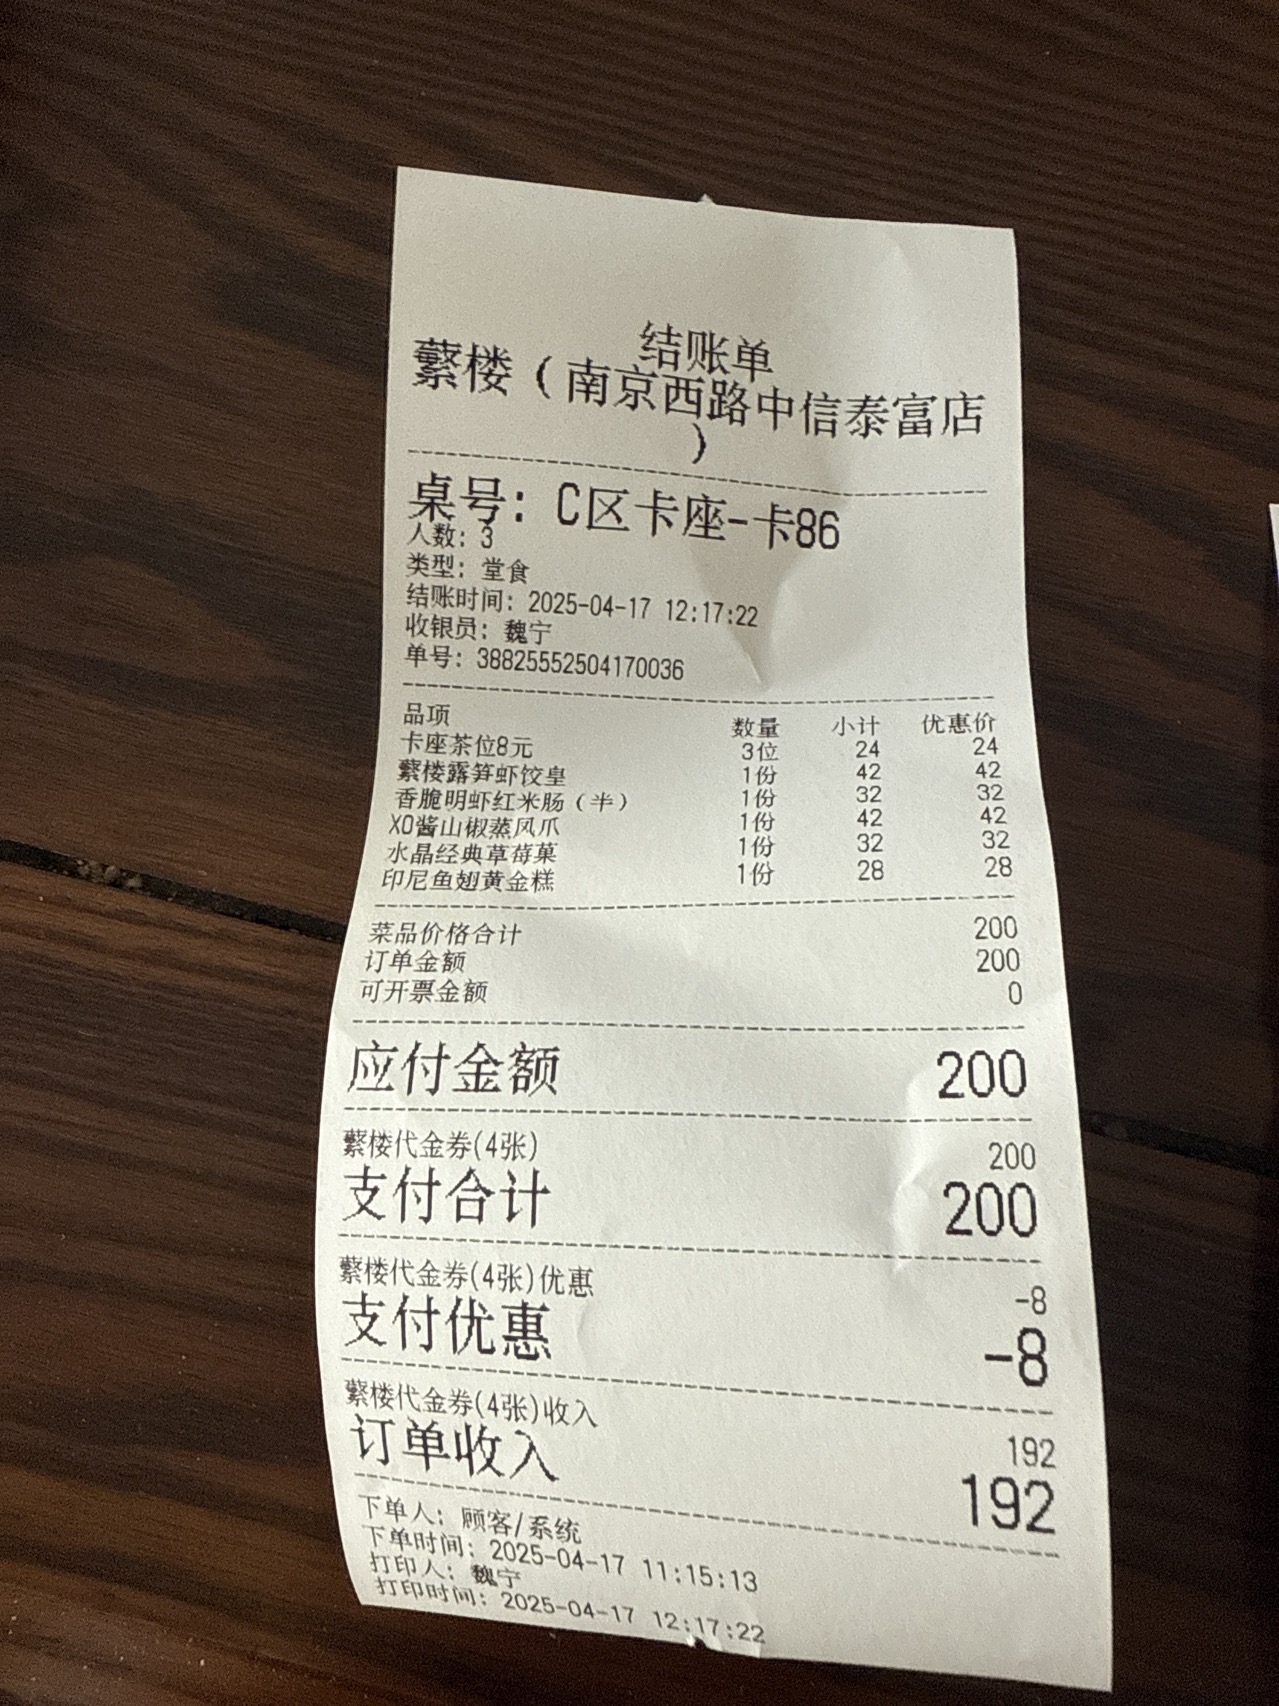 结账单
蘩楼（南京西路中信泰富店
）
桌号：C区卡座-卡86
人数：3
类型：堂食
结账时间：2025-04-17 12:17:22
收银员：魏宁
单号：38825552504170036
品项 数量 小计 优惠价
卡座茶位8元 3位 24 24
蘩楼露笋虾饺皇 1份 42 42
香脆明虾红米肠（半） 1份 32 32
XO酱山椒蒸凤爪 1份 42 42
水晶经典草莓菓 1份 32 32
印尼鱼翅黄金糕 1份 28 28
菜品价格合计 200
订单金额 200
可开票金额 0
应付金额 200
蘩楼代金券(4张) 200
支付合计 200
蘩楼代金券(4张)优惠 -8
支付优惠 -8
蘩楼代金券(4张)收入 192
订单收入 192
下单人：顾客/系统
下单时间：2025-04-17 11:15:13
打印人：魏宁
打印时间：2025-04-17 12:17:22